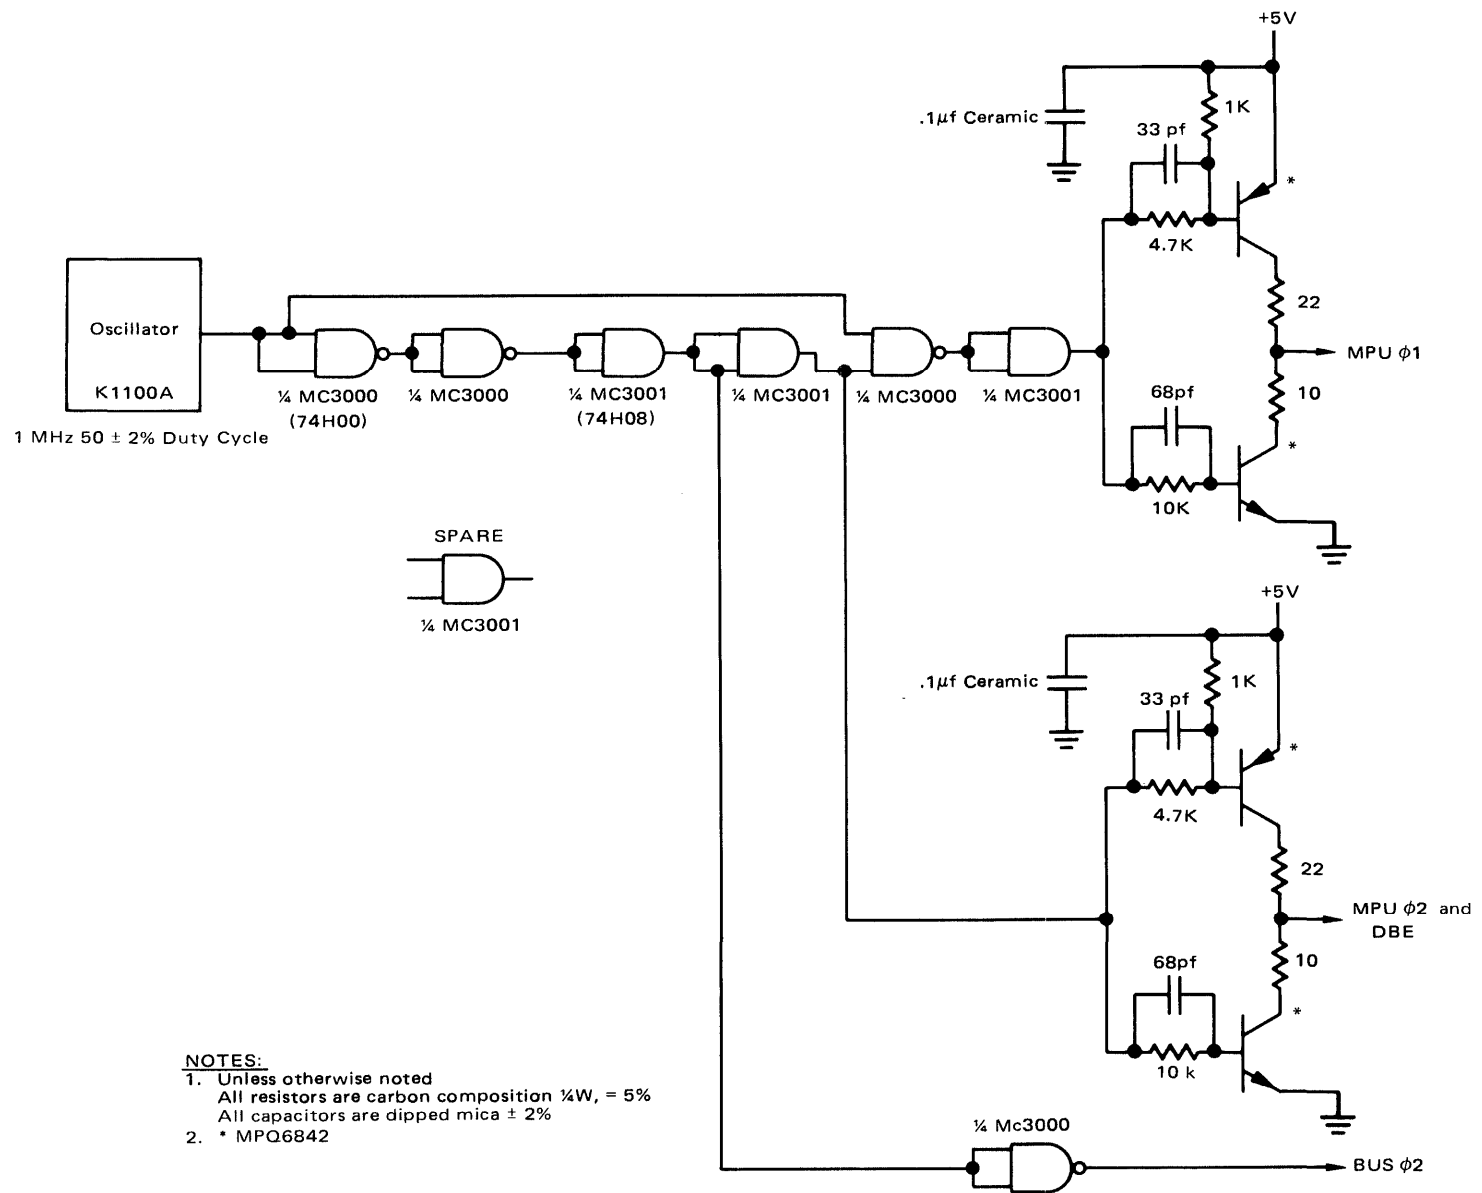 +5V
1K
.1μf Ceramic
33 pf
*
4.7K
22
Oscillator
K1100A
1 MHz 50 ± 2% Duty Cycle
¼ MC3000
(74H00)
¼ MC3000
¼ MC3001
(74H08)
¼ MC3001
¼ MC3000
¼ MC3001
MPU ϕ1
10
68pf
*
10K
SPARE
¼ MC3001
+5V
1K
.1μf Ceramic
33 pf
*
4.7K
22
MPU ϕ2 and
DBE
10
68pf
*
10 k
NOTES:
1. Unless otherwise noted
All resistors are carbon composition ¼W, = 5%
All capacitors are dipped mica ± 2%
2. * MPQ6842
¼ Mc3000
BUS ϕ2